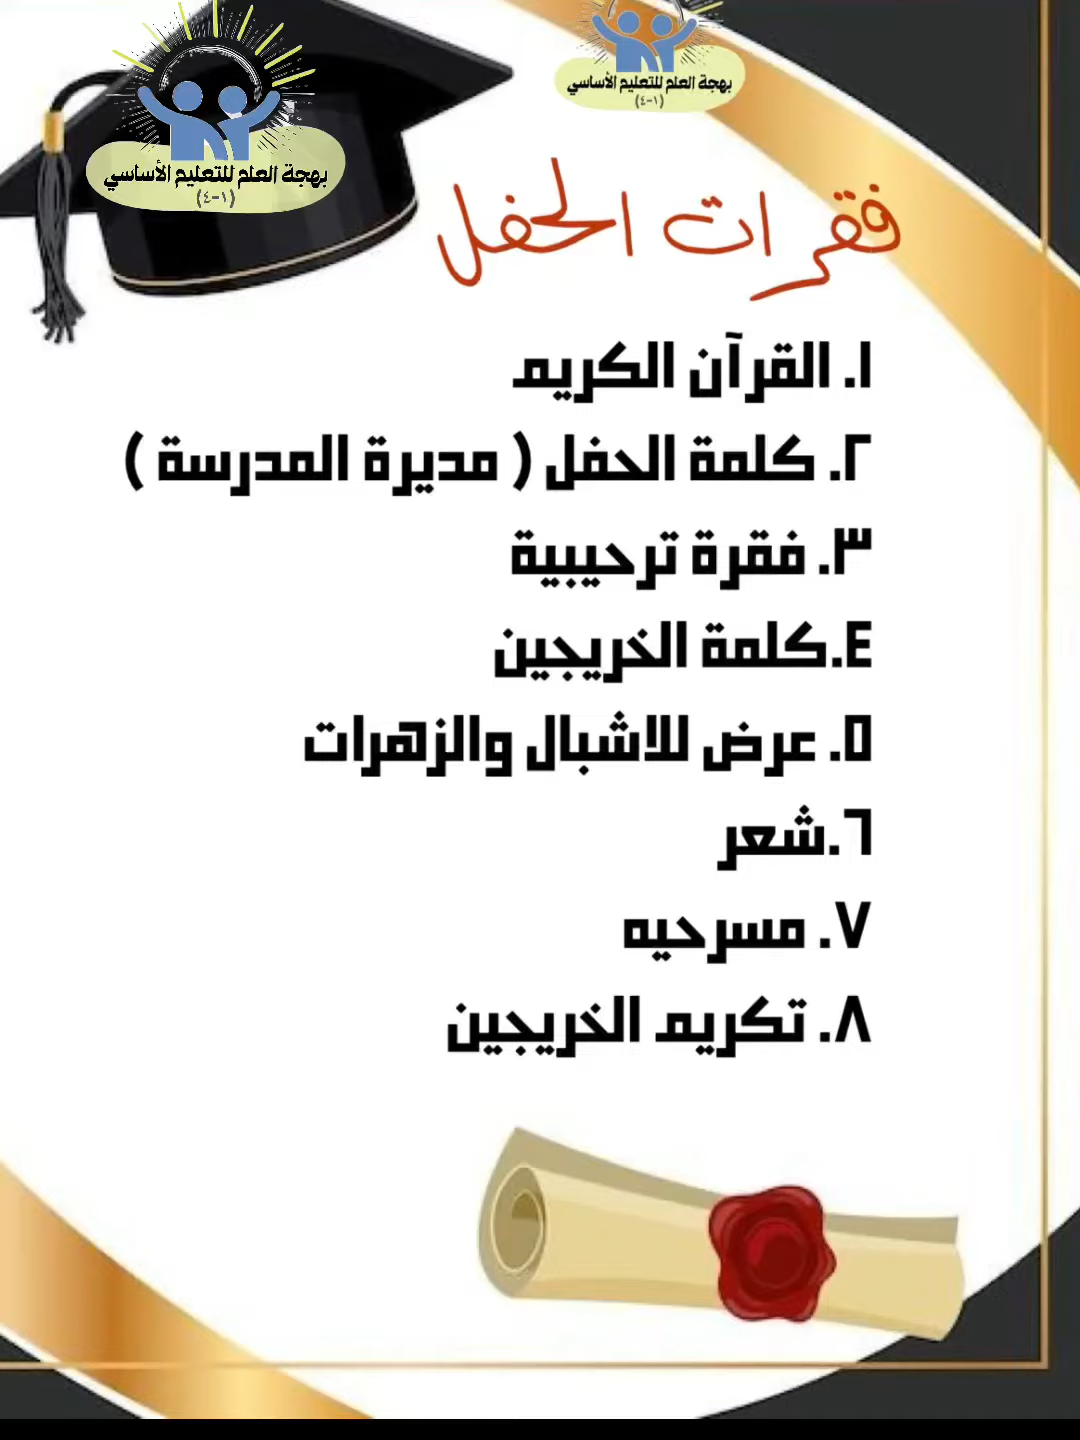 بهجة العلم للتعليم الأساسي
(١-٤)
بهجة العلم للتعليم الأساسي
(١-٤)
فقرات الحفل
١. القرآن الكريم
٢. كلمة الحفل ( مديرة المدرسة )
٣. فقرة ترحيبية
٤.كلمة الخريجين
٥. عرض للاشبال والزهرات
٦.شعر
٧. مسرحيه
٨. تكريم الخريجين